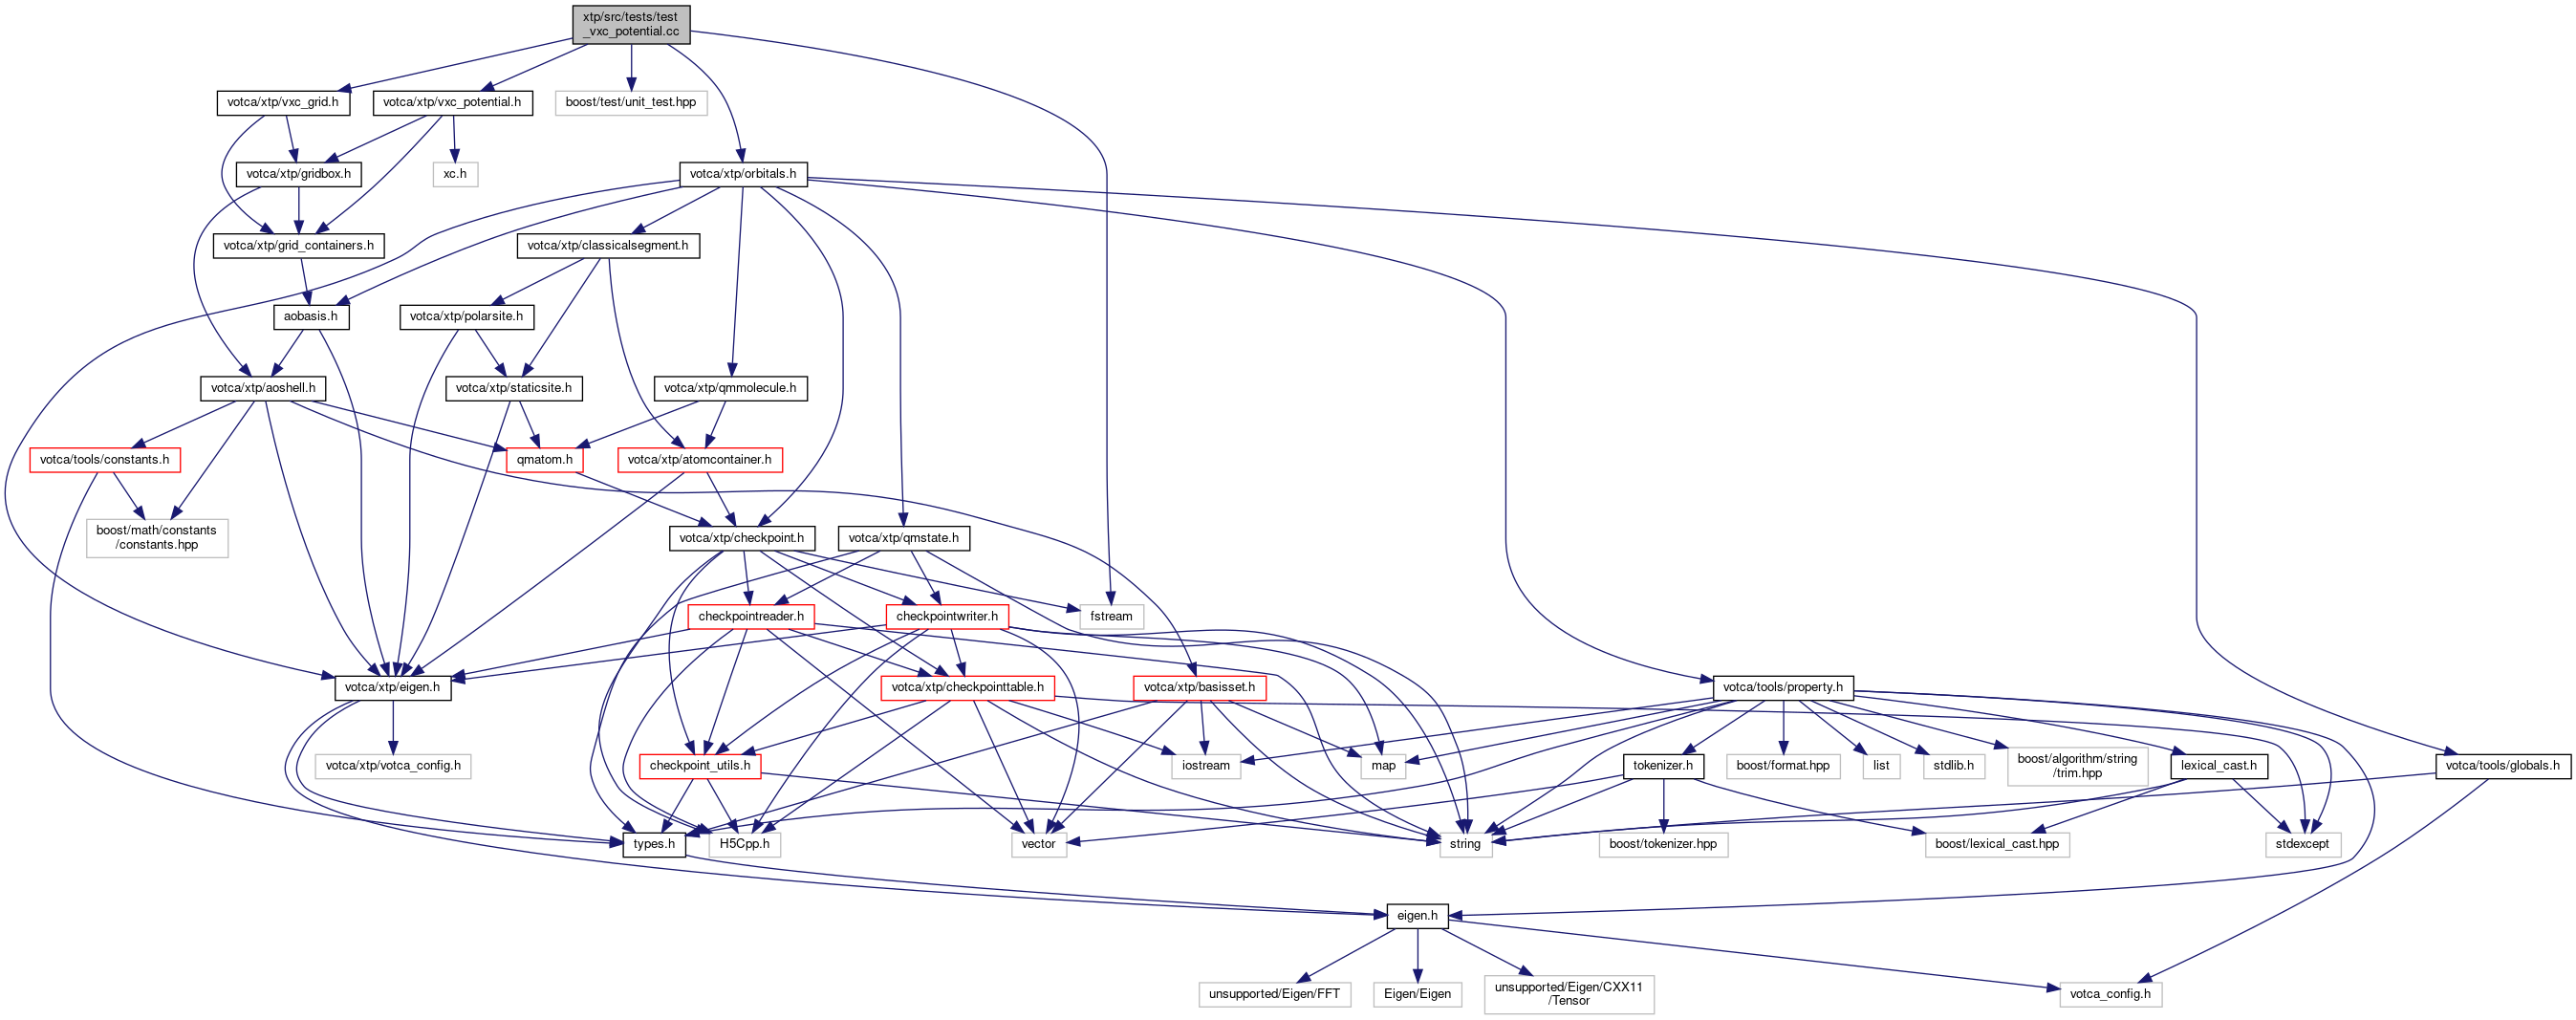 xtp/src/tests/test
_vxc_potential.cc
votca/xtp/vxc_grid.h
votca/xtp/vxc_potential.h
boost/test/unit_test.hpp
votca/xtp/gridbox.h
xc.h
votca/xtp/orbitals.h
votca/xtp/grid_containers.h
votca/xtp/classicalsegment.h
aobasis.h
votca/xtp/polarsite.h
votca/xtp/aoshell.h
votca/xtp/staticsite.h
votca/xtp/qmmolecule.h
votca/tools/constants.h
qmatom.h
votca/xtp/atomcontainer.h
boost/math/constants
/constants.hpp
votca/xtp/checkpoint.h
votca/xtp/qmstate.h
checkpointreader.h
checkpointwriter.h
fstream
votca/xtp/eigen.h
votca/xtp/checkpointtable.h
votca/xtp/basisset.h
votca/tools/property.h
votca/xtp/votca_config.h
checkpoint_utils.h
iostream
map
tokenizer.h
boost/format.hpp
list
stdlib.h
boost/algorithm/string
/trim.hpp
lexical_cast.h
votca/tools/globals.h
types.h
H5Cpp.h
vector
string
boost/tokenizer.hpp
boost/lexical_cast.hpp
stdexcept
eigen.h
unsupported/Eigen/FFT
Eigen/Eigen
unsupported/Eigen/CXX11
/Tensor
votca_config.h